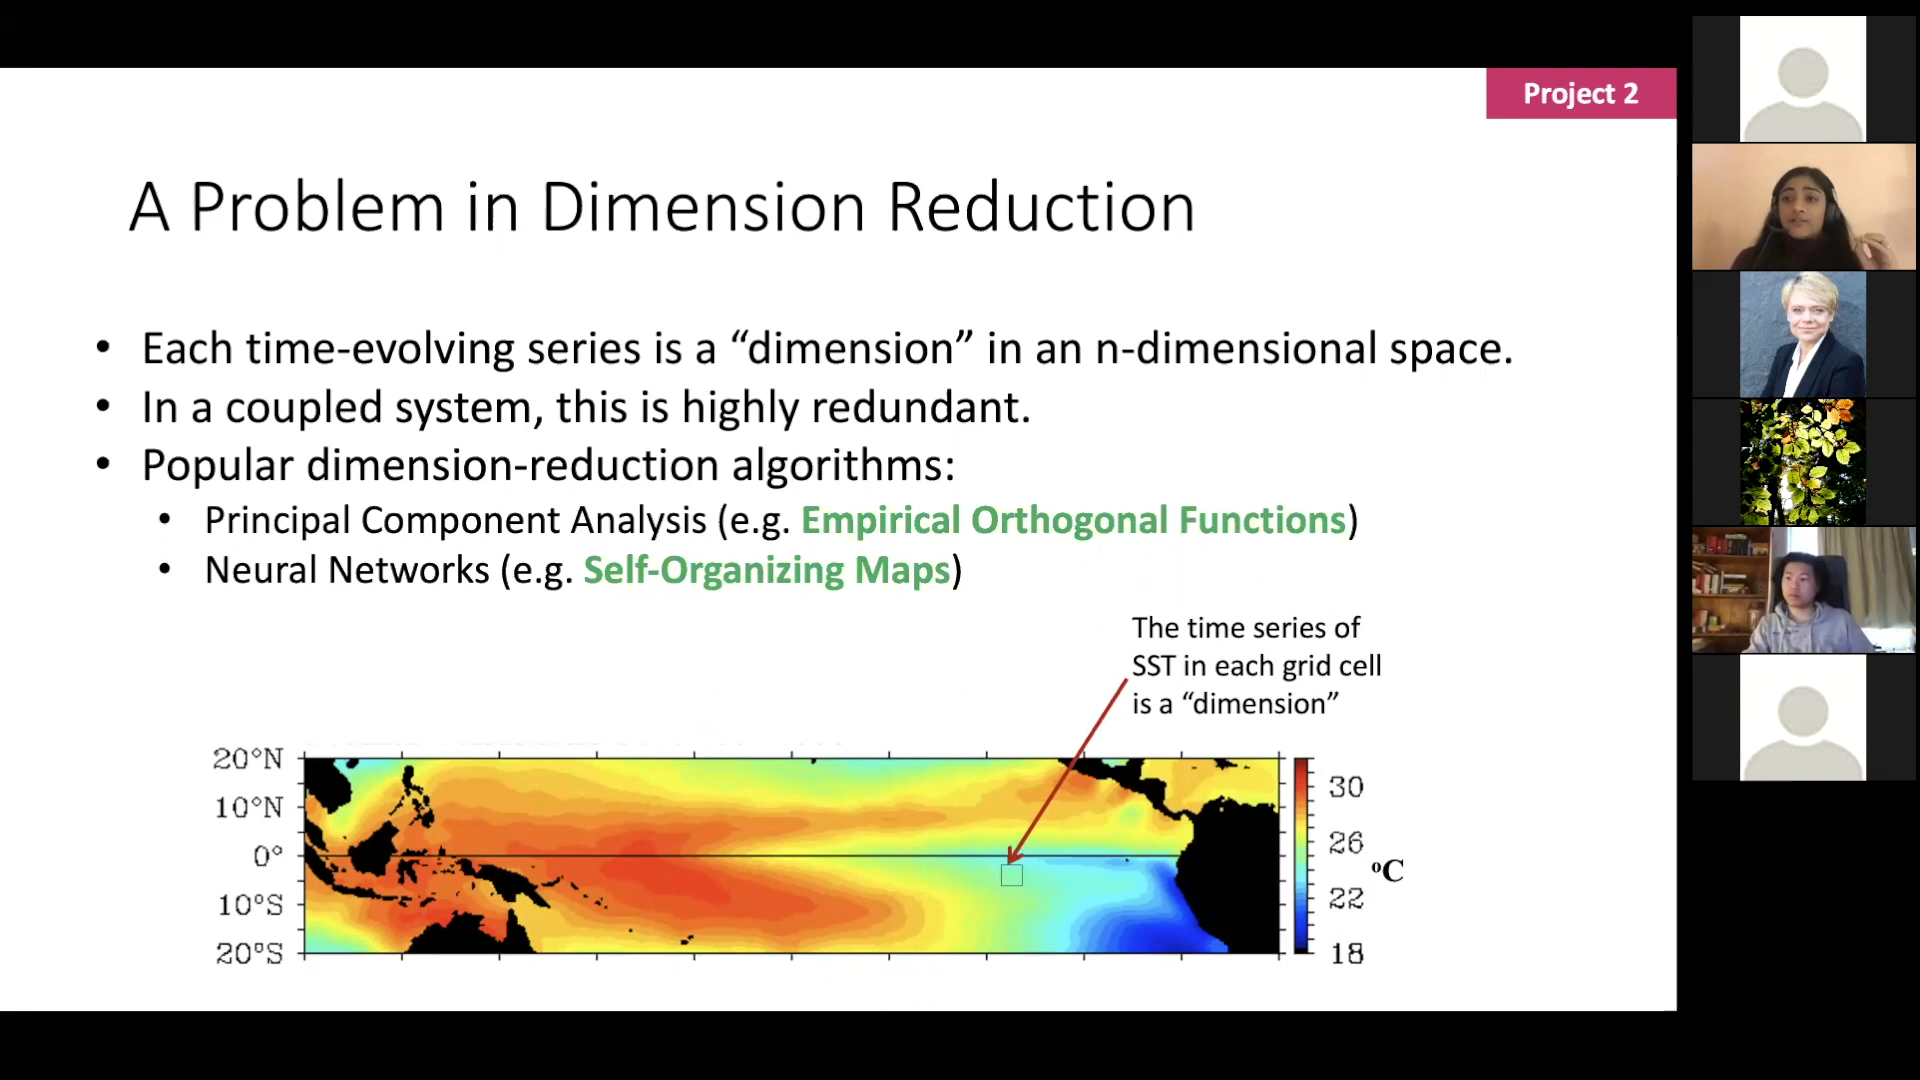 Project 2
A Problem in Dimension Reduction
• Each time-evolving series is a “dimension” in an n-dimensional space.
• In a coupled system, this is highly redundant.
• Popular dimension-reduction algorithms:
• Principal Component Analysis (e.g. Empirical Orthogonal Functions)
• Neural Networks (e.g. Self-Organizing Maps)
The time series of
SST in each grid cell
is a “dimension”
20°N
10°N
0°
10°S
20°S
30
26
22
18
°C